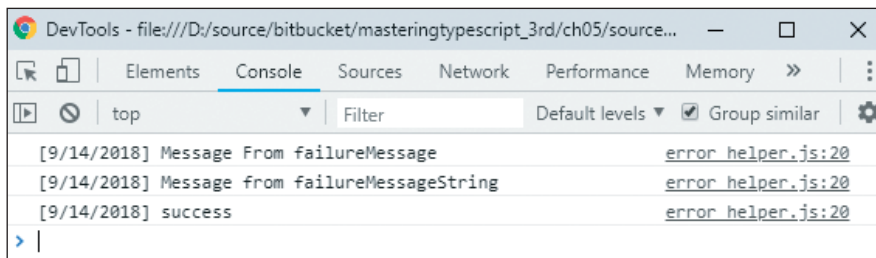 DevTools - file:///D:/source/bitbucket/masteringtypescript_3rd/ch05/source...
Elements Console Sources Network Performance Memory »
top Filter Default levels ▼ Group similar
[9/14/2018] Message From failureMessage error_helper.js:20
[9/14/2018] Message from failureMessageString error_helper.js:20
[9/14/2018] success error_helper.js:20
>